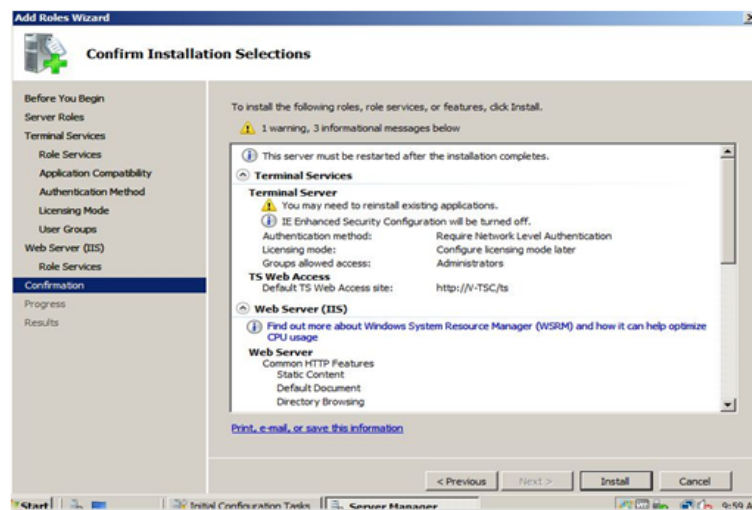 Add Roles Wizard
Confirm Installation Selections
Before You Begin
Server Roles
Terminal Services
Role Services
Application Compatibility
Authentication Method
Licensing Mode
User Groups
Web Server (IIS)
Role Services
Confirmation
Progress
Results
To install the following roles, role services, or features, click Install.
1 warning, 3 informational messages below
This server must be restarted after the installation completes.
Terminal Services
Terminal Server
You may need to reinstall existing applications.
IE Enhanced Security Configuration will be turned off.
Authentication method: Require Network Level Authentication
Licensing mode: Configure licensing mode later
Groups allowed access: Administrators
TS Web Access
Default TS Web Access site: http://V-TSC/ts
Web Server (IIS)
Find out more about Windows System Resource Manager (WSRM) and how it can help optimize
CPU usage
Web Server
Common HTTP Features
Static Content
Default Document
Directory Browsing
Print, e-mail, or save this information
< Previous Next > Install Cancel
Start Initial Configuration Tasks Server Manager 9:59 A